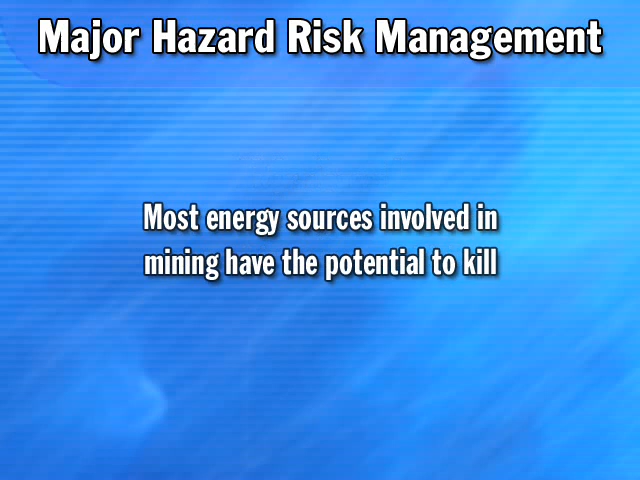 Major Hazard Risk Management
Most energy sources involved in
mining have the potential to kill